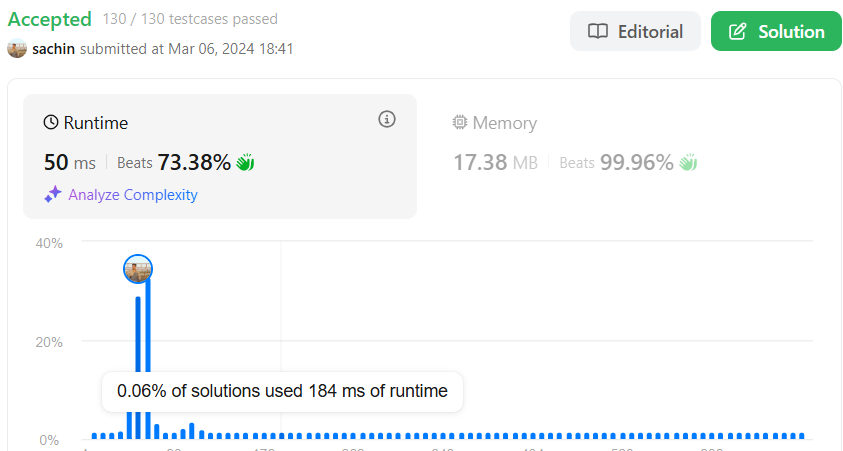 Accepted 130 / 130 testcases passed
sachin submitted at Mar 06, 2024 18:41
Editorial
Solution
Runtime
50 ms Beats 73.38%
Analyze Complexity
Memory
17.38 MB Beats 99.96%
40%
20%
0.06% of solutions used 184 ms of runtime
0%